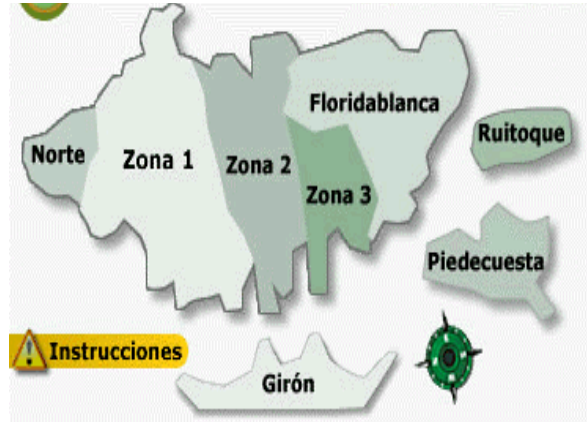 Floridablanca
Ruitoque
Norte
Zona 1
Zona 2
Zona 3
Piedecuesta
Instrucciones
Girón